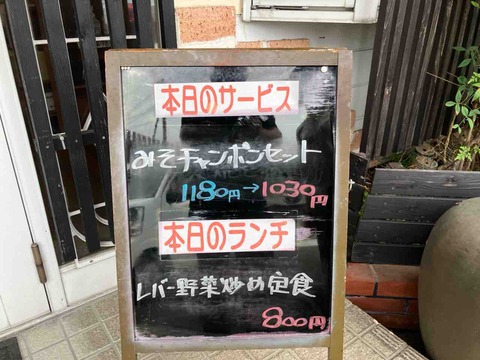 本日のサービス
みそチャンポンセット
1180円→1030円
本日のランチ
レバー野菜炒め定食
800円